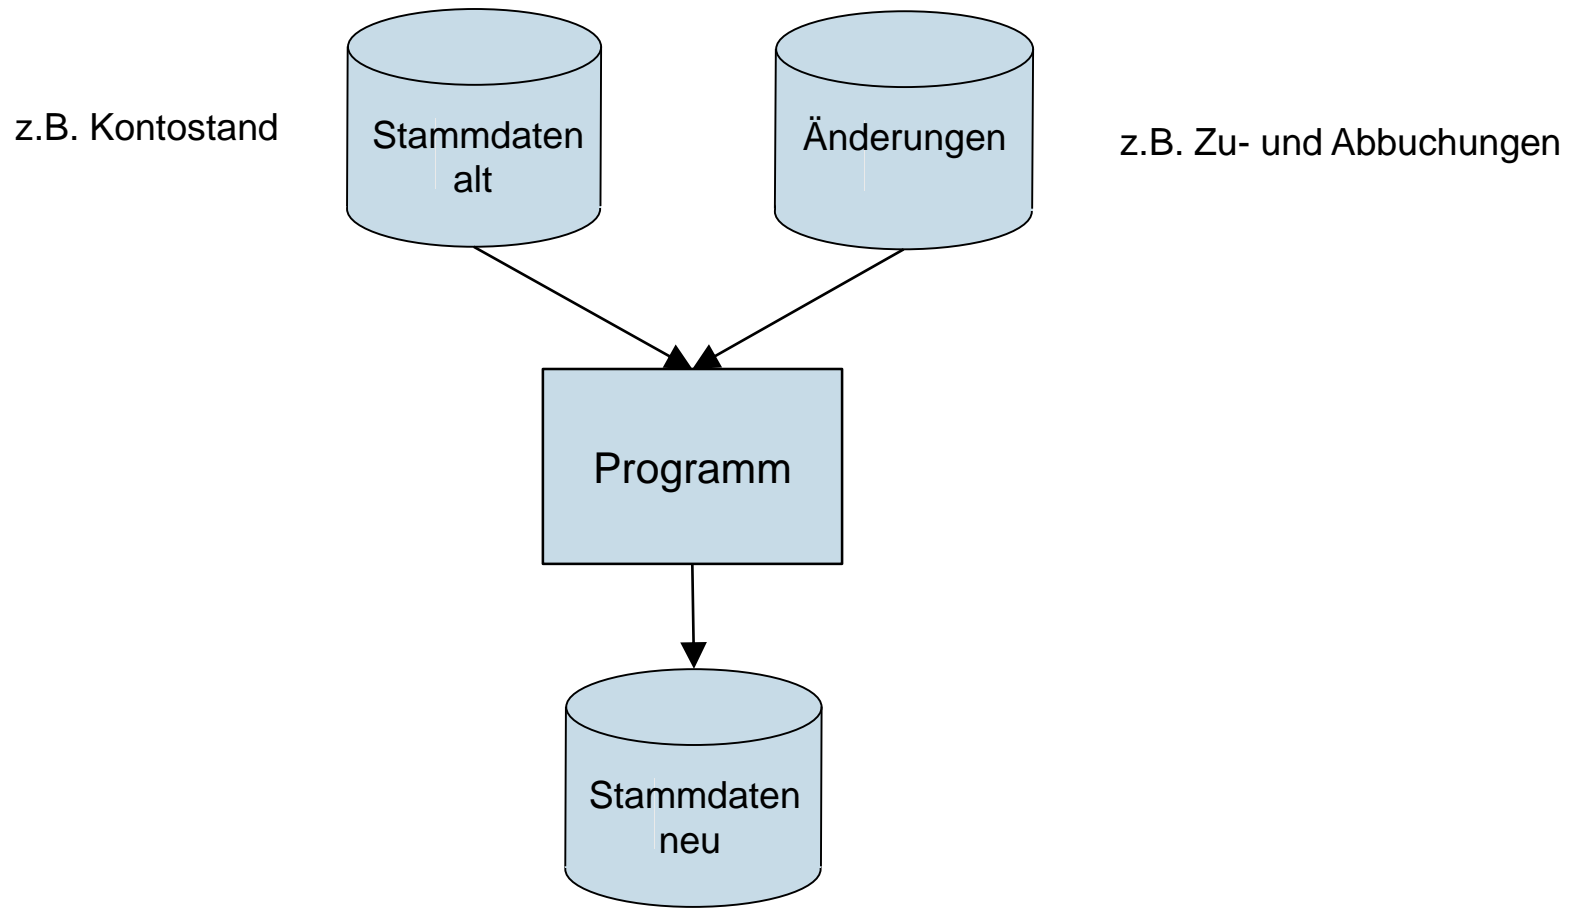 z.B. Kontostand
Stammdaten
alt
Änderungen
z.B. Zu- und Abbuchungen
Programm
Stammdaten
neu